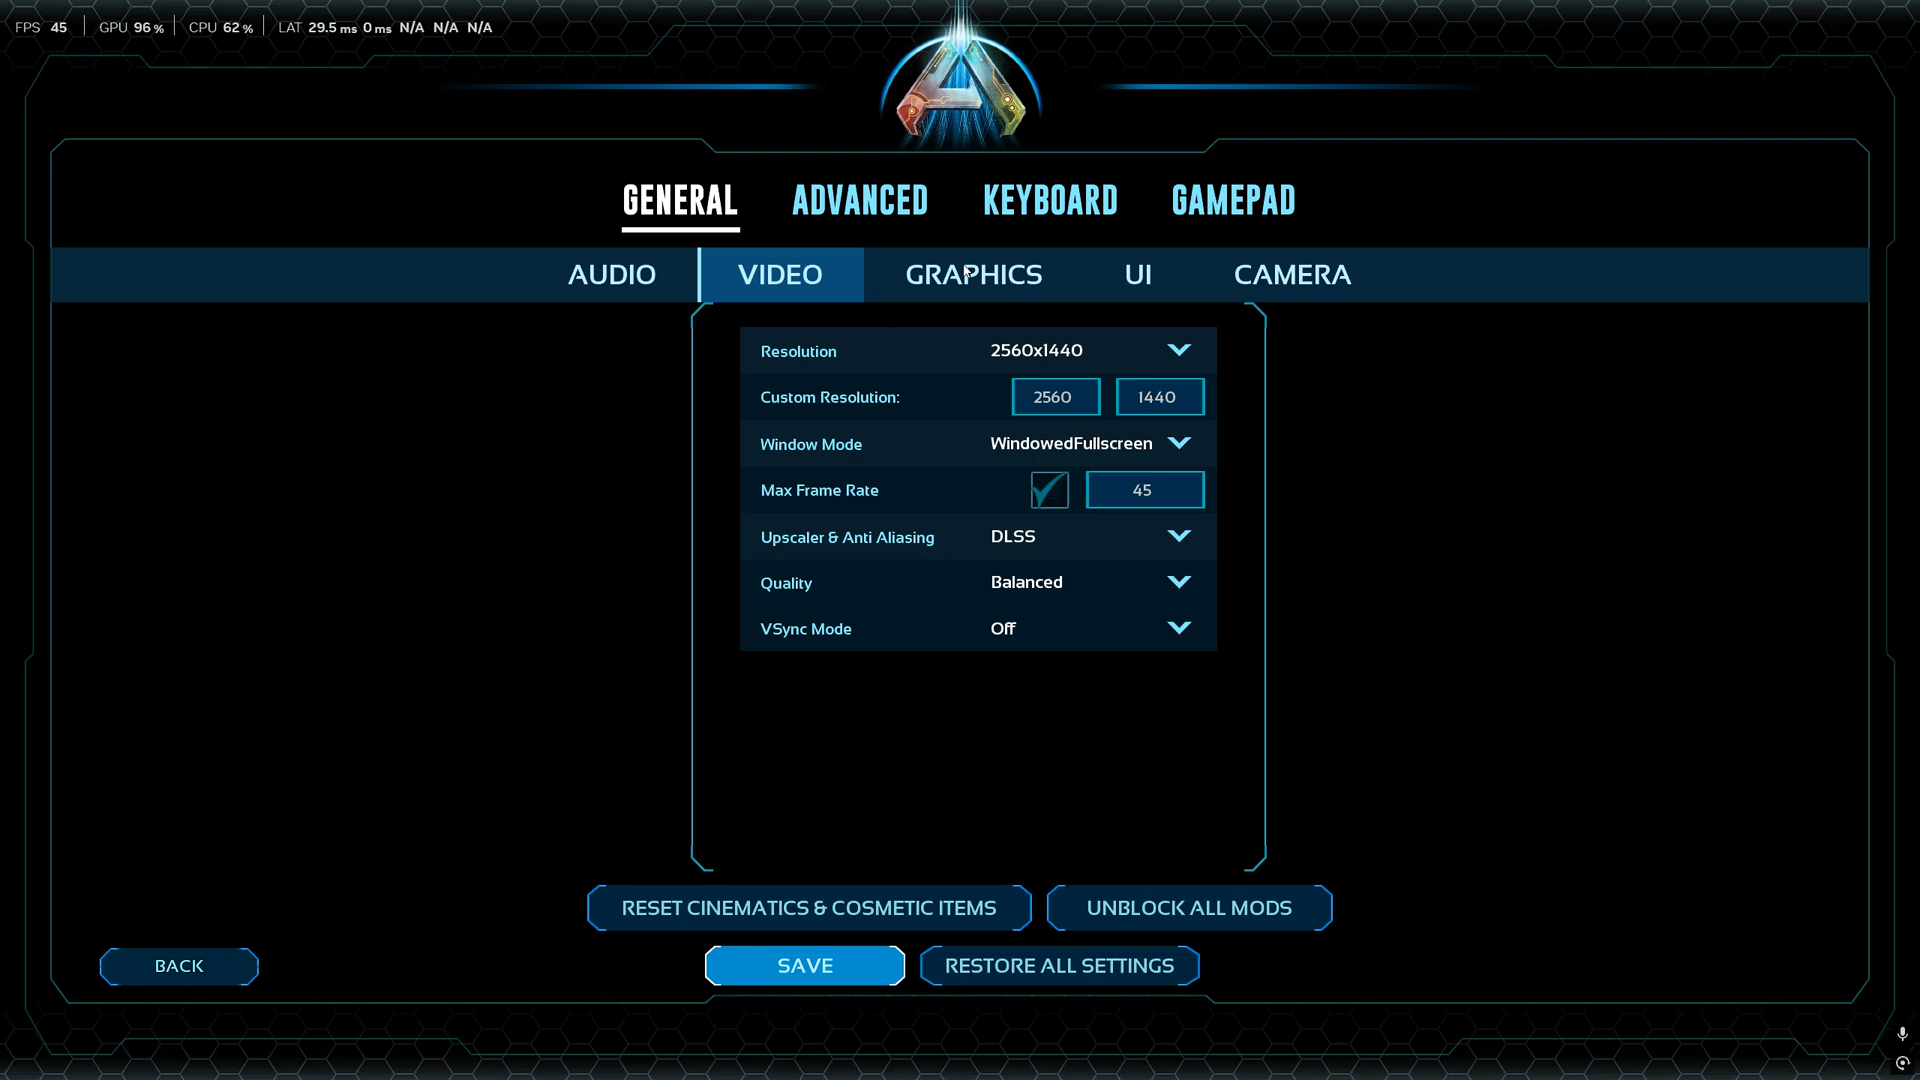 FPS 45 GPU 96 % CPU 62 % LAT 29.5 ms 0 ms N/A N/A N/A
GENERAL ADVANCED KEYBOARD GAMEPAD
AUDIO VIDEO GRAPHICS UI CAMERA
Resolution 2560x1440
Custom Resolution: 2560 1440
Window Mode WindowedFullscreen
Max Frame Rate 45
Upscaler & Anti Aliasing DLSS
Quality Balanced
VSync Mode Off
RESET CINEMATICS & COSMETIC ITEMS UNBLOCK ALL MODS
BACK SAVE RESTORE ALL SETTINGS